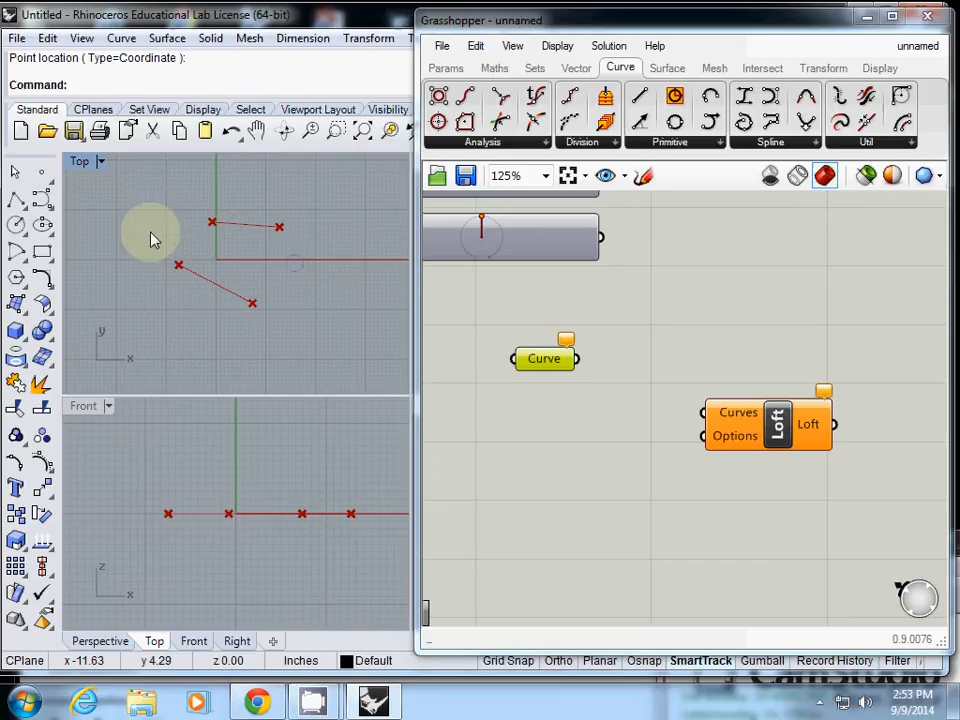 Untitled - Rhinoceros Educational Lab License (64-bit)
File Edit View Curve Surface Solid Mesh Dimension Transform
Point location ( Type=Coordinate ):
Command:
Standard CPlanes Set View Display Select Viewport Layout Visibility
Top
y
x
Front
z
x
Perspective Top Front Right
CPlane x -11.63 y 4.29 z 0.00 Inches Default Grid Snap Ortho Planar Osnap SmartTrack Gumball Record History Filter
Grasshopper - unnamed
File Edit View Display Solution Help unnamed
Params Maths Sets Vector Curve Surface Mesh Intersect Transform Display
Analysis Division Primitive Spline Util
125%
Curve
Curves
Options
Loft
Loft
0.9.0076
2:53 PM
9/9/2014